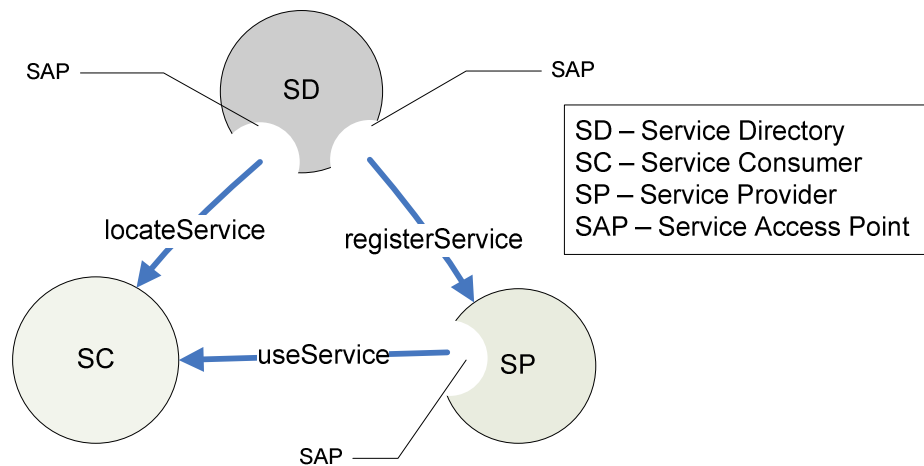 SAP
SD
SAP
SD – Service Directory
SC – Service Consumer
SP – Service Provider
SAP – Service Access Point
locateService
registerService
SC
useService
SP
SAP